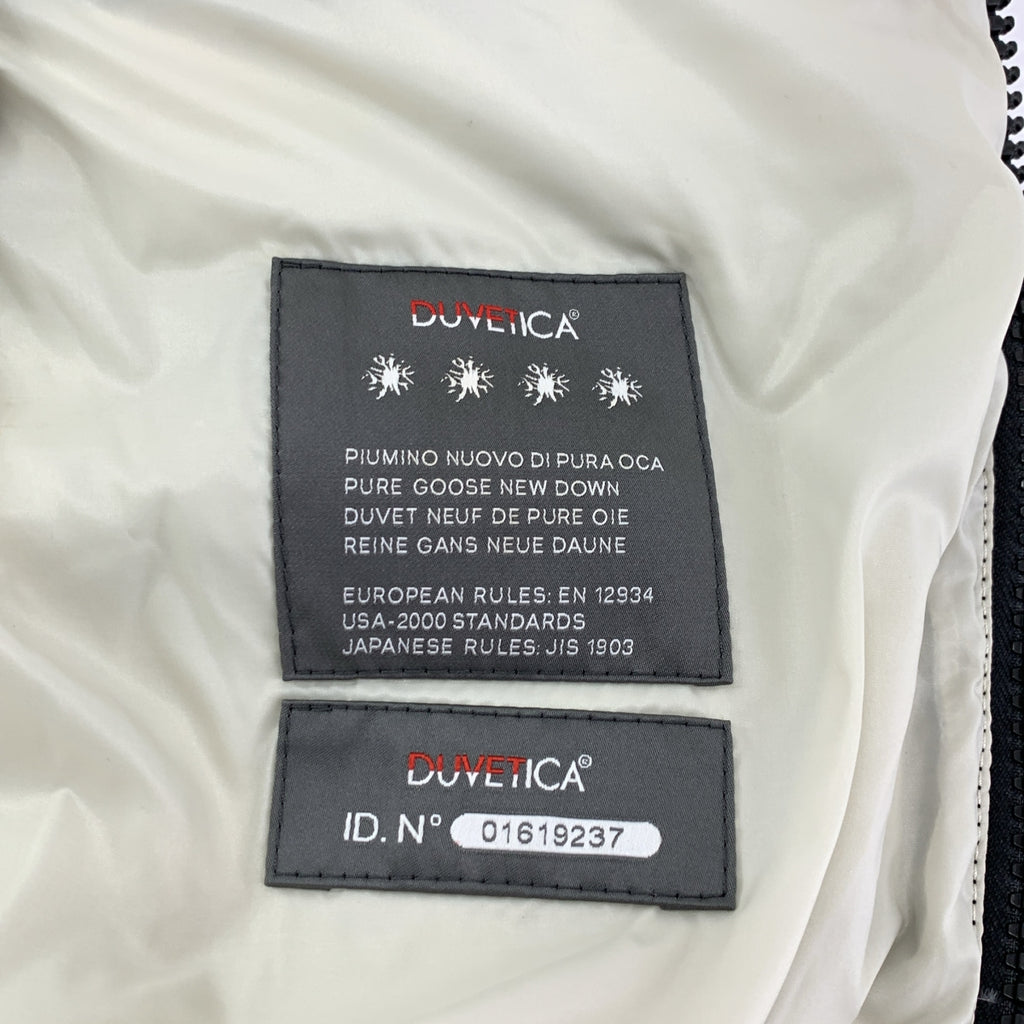 DUVETICA®
PIUMINO NUOVO DI PURA OCA
PURE GOOSE NEW DOWN
DUVET NEUF DE PURE OIE
REINE GANS NEUE DAUNE
EUROPEAN RULES: EN 12934
USA-2000 STANDARDS
JAPANESE RULES: JIS 1903
DUVETICA®
ID. N° 01619237